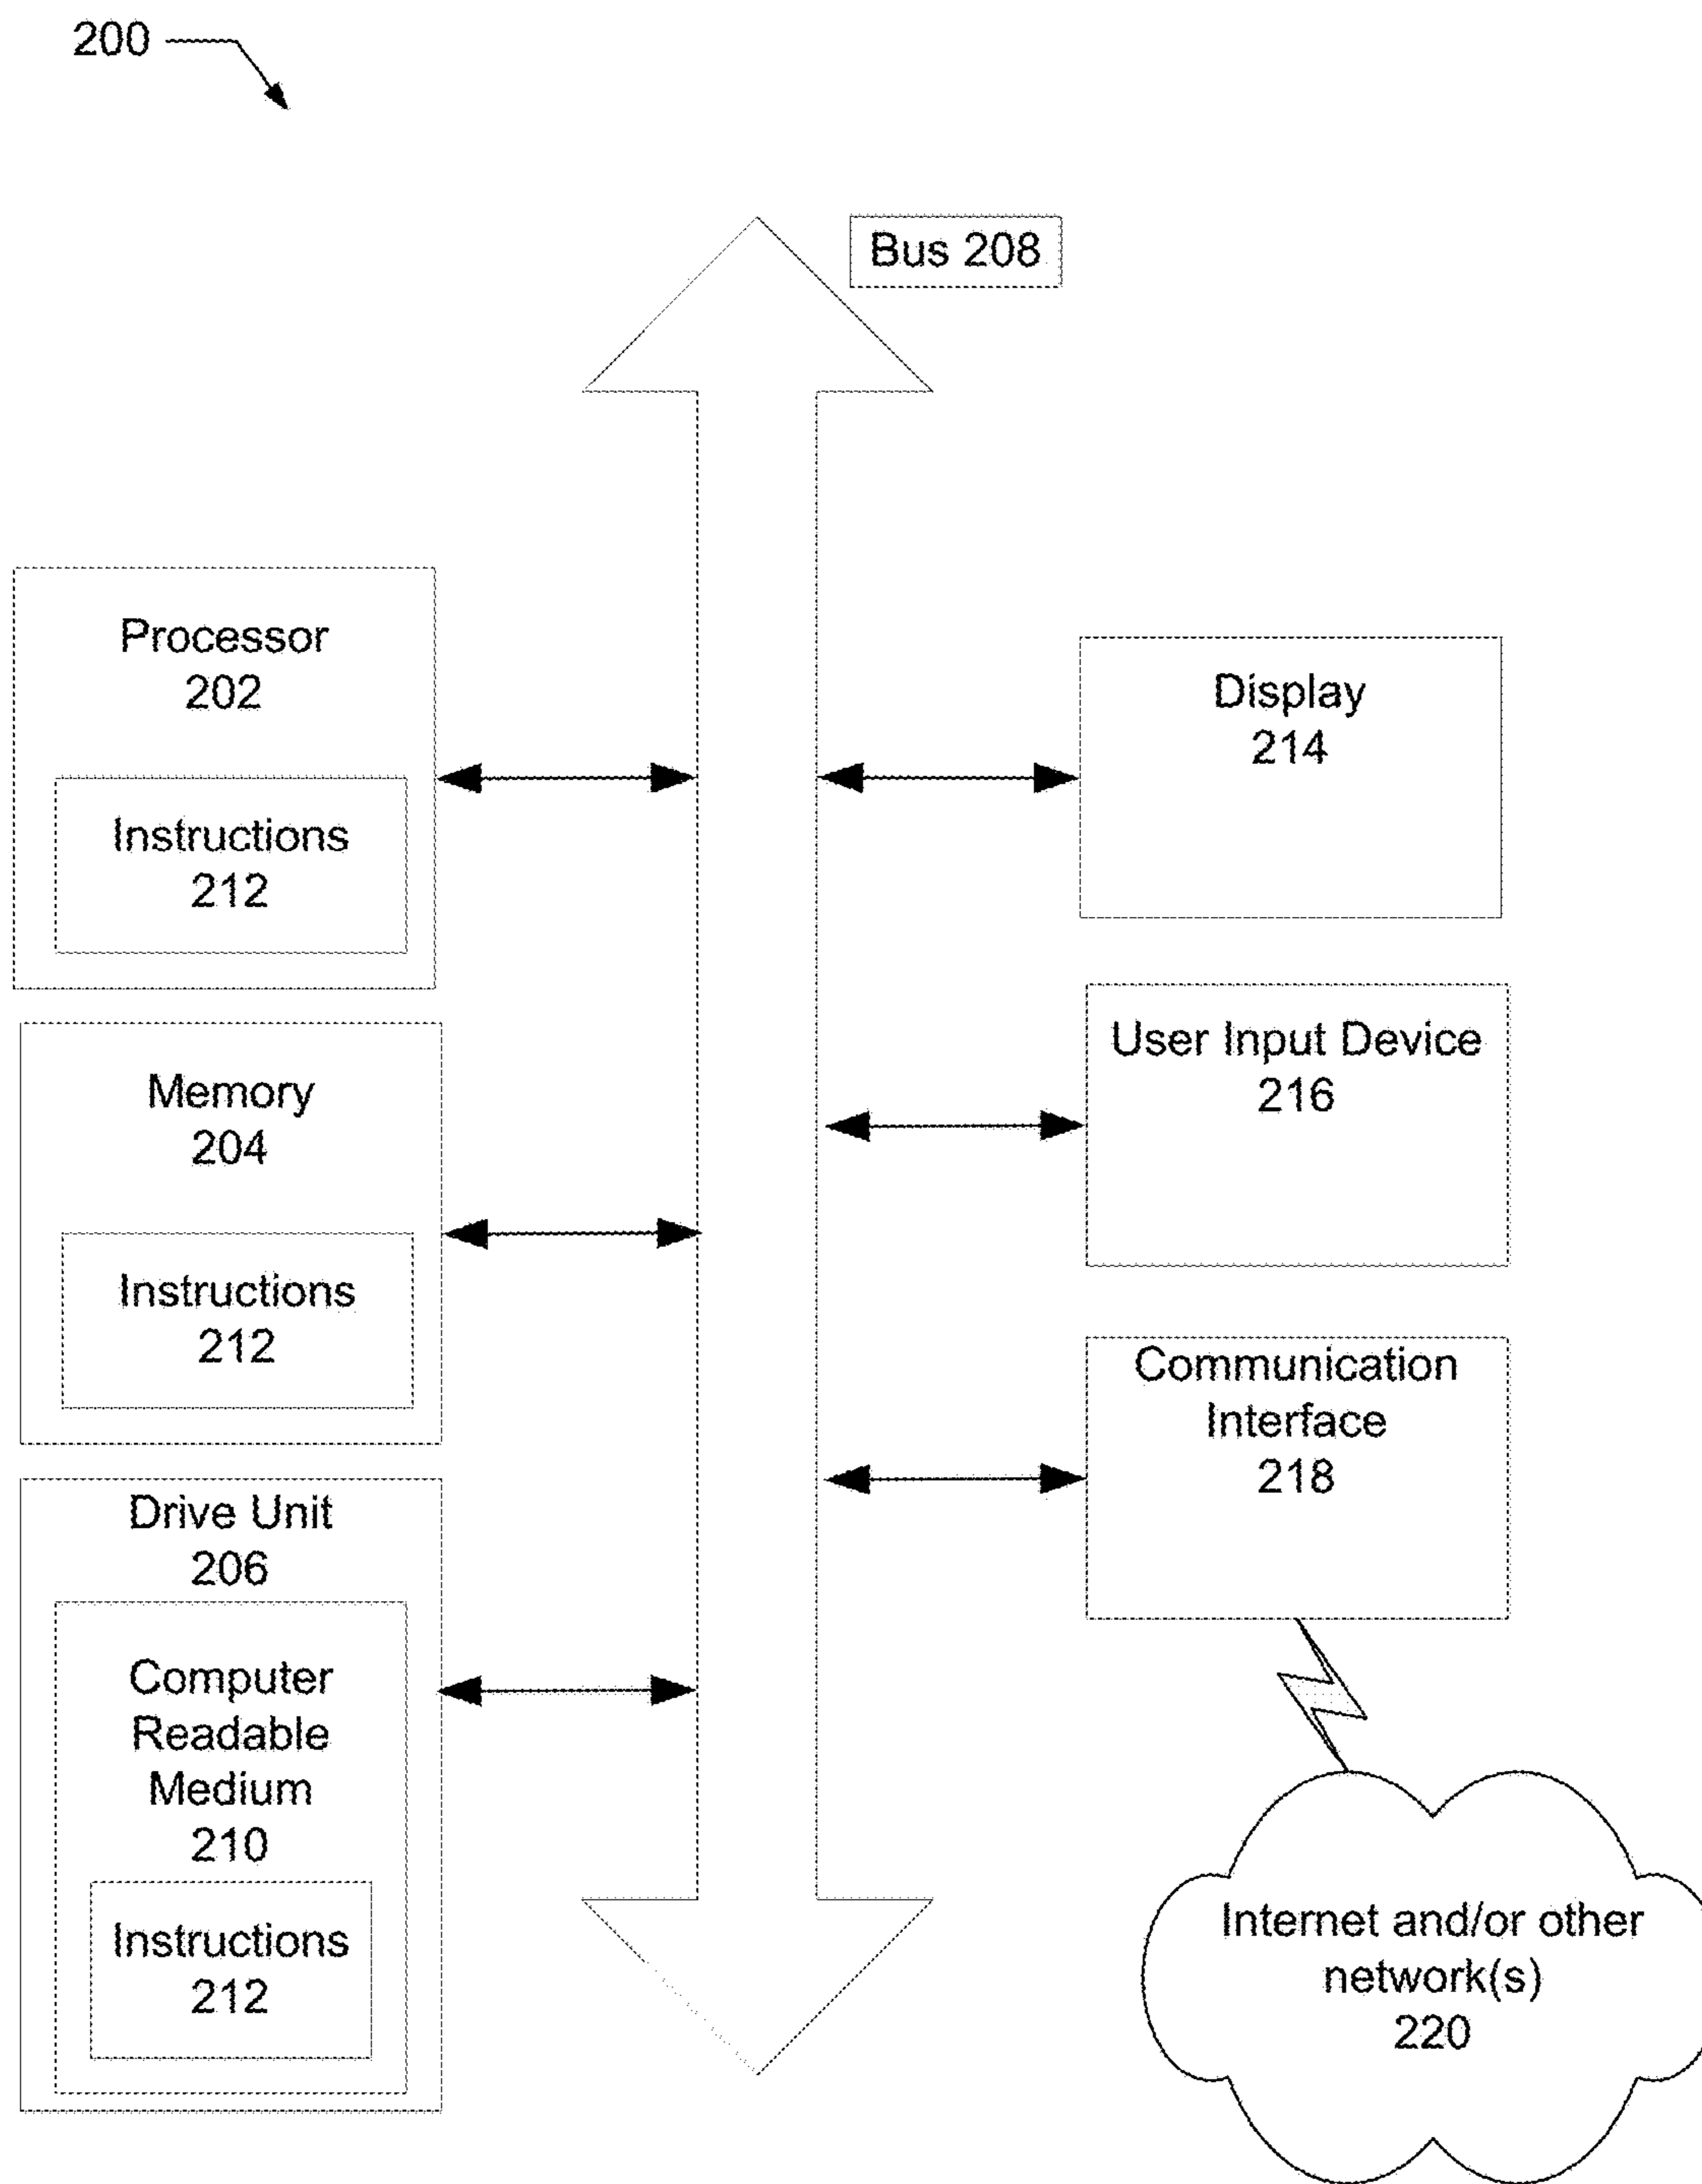 200
Bus 208
Processor
202
Instructions
212
Memory
204
Instructions
212
Drive Unit
206
Computer
Readable
Medium
210
Instructions
212
Display
214
User Input Device
216
Communication
Interface
218
Internet and/or other
network(s)
220